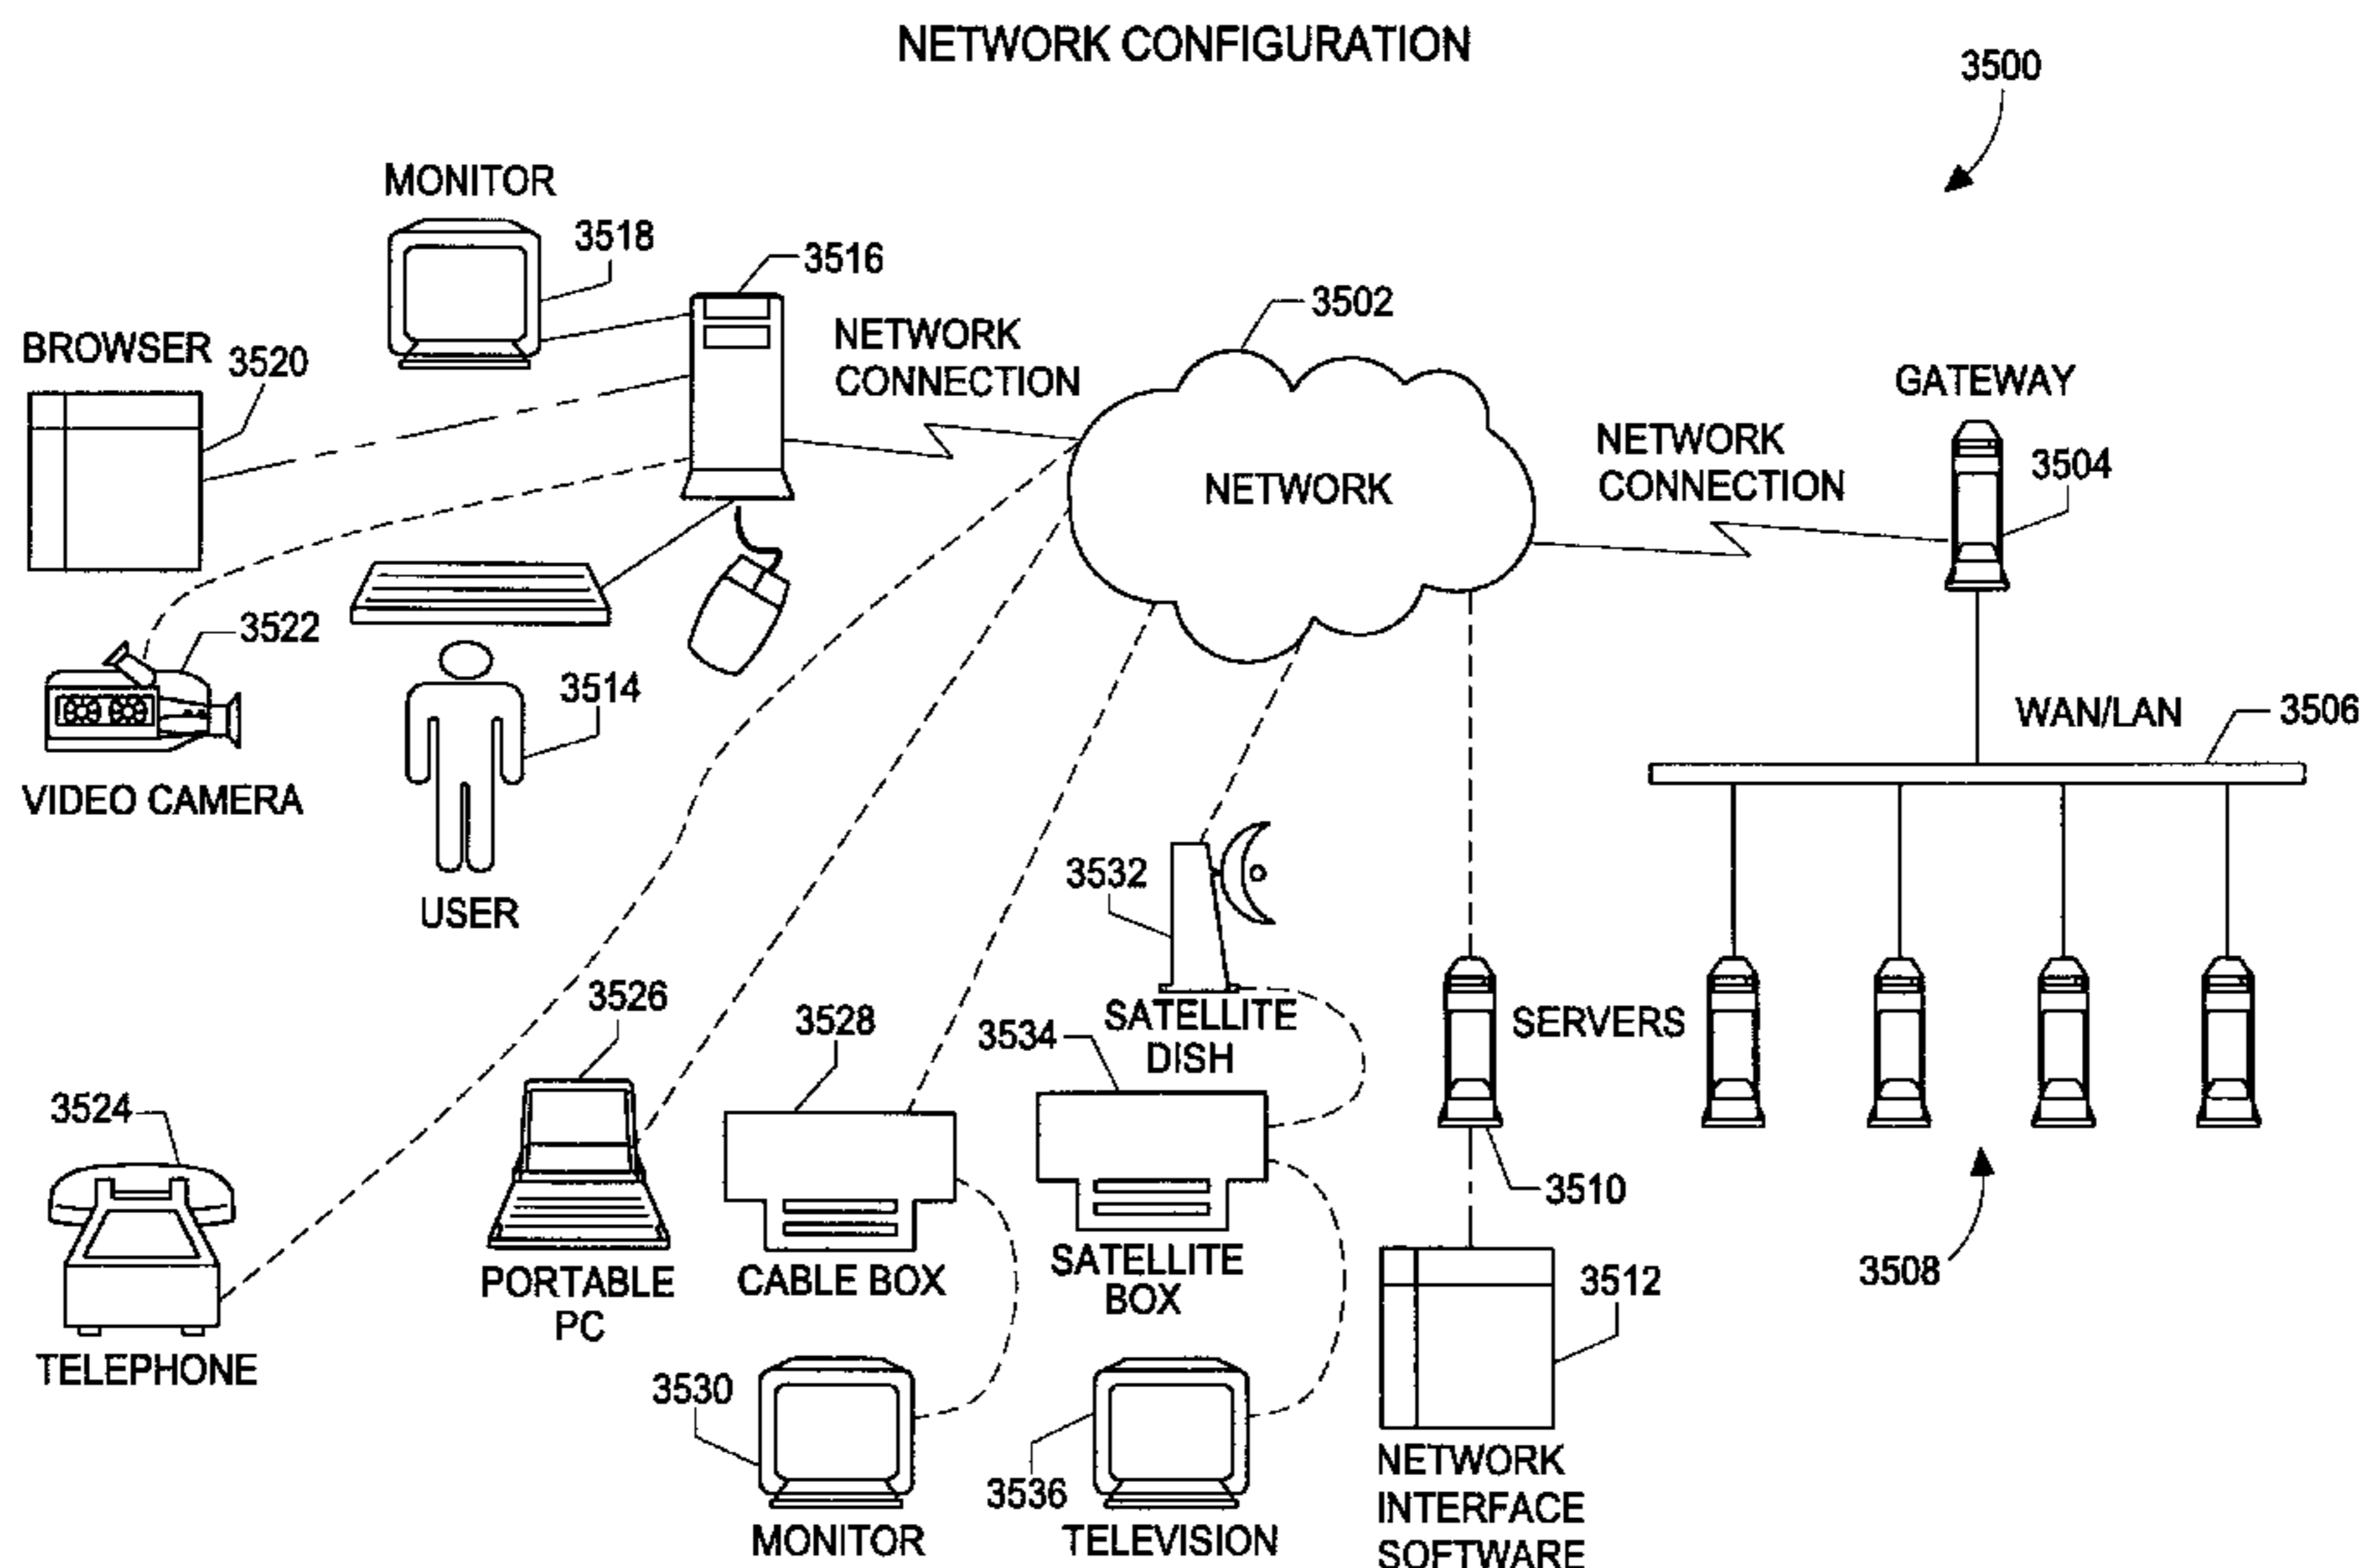 NETWORK CONFIGURATION
3500
MONITOR
3518
3516
3502
NETWORK
CONNECTION
BROWSER
3520
GATEWAY
NETWORK
CONNECTION
3504
NETWORK
3522
3514
VIDEO CAMERA
USER
WAN/LAN
3506
3532
SATELLITE
DISH
3526
3528
3534
SERVERS
3524
3510
PORTABLE
PC
CABLE BOX
SATELLITE
BOX
3508
3512
TELEPHONE
3530
3536
MONITOR
TELEVISION
NETWORK
INTERFACE
SOFTWARE